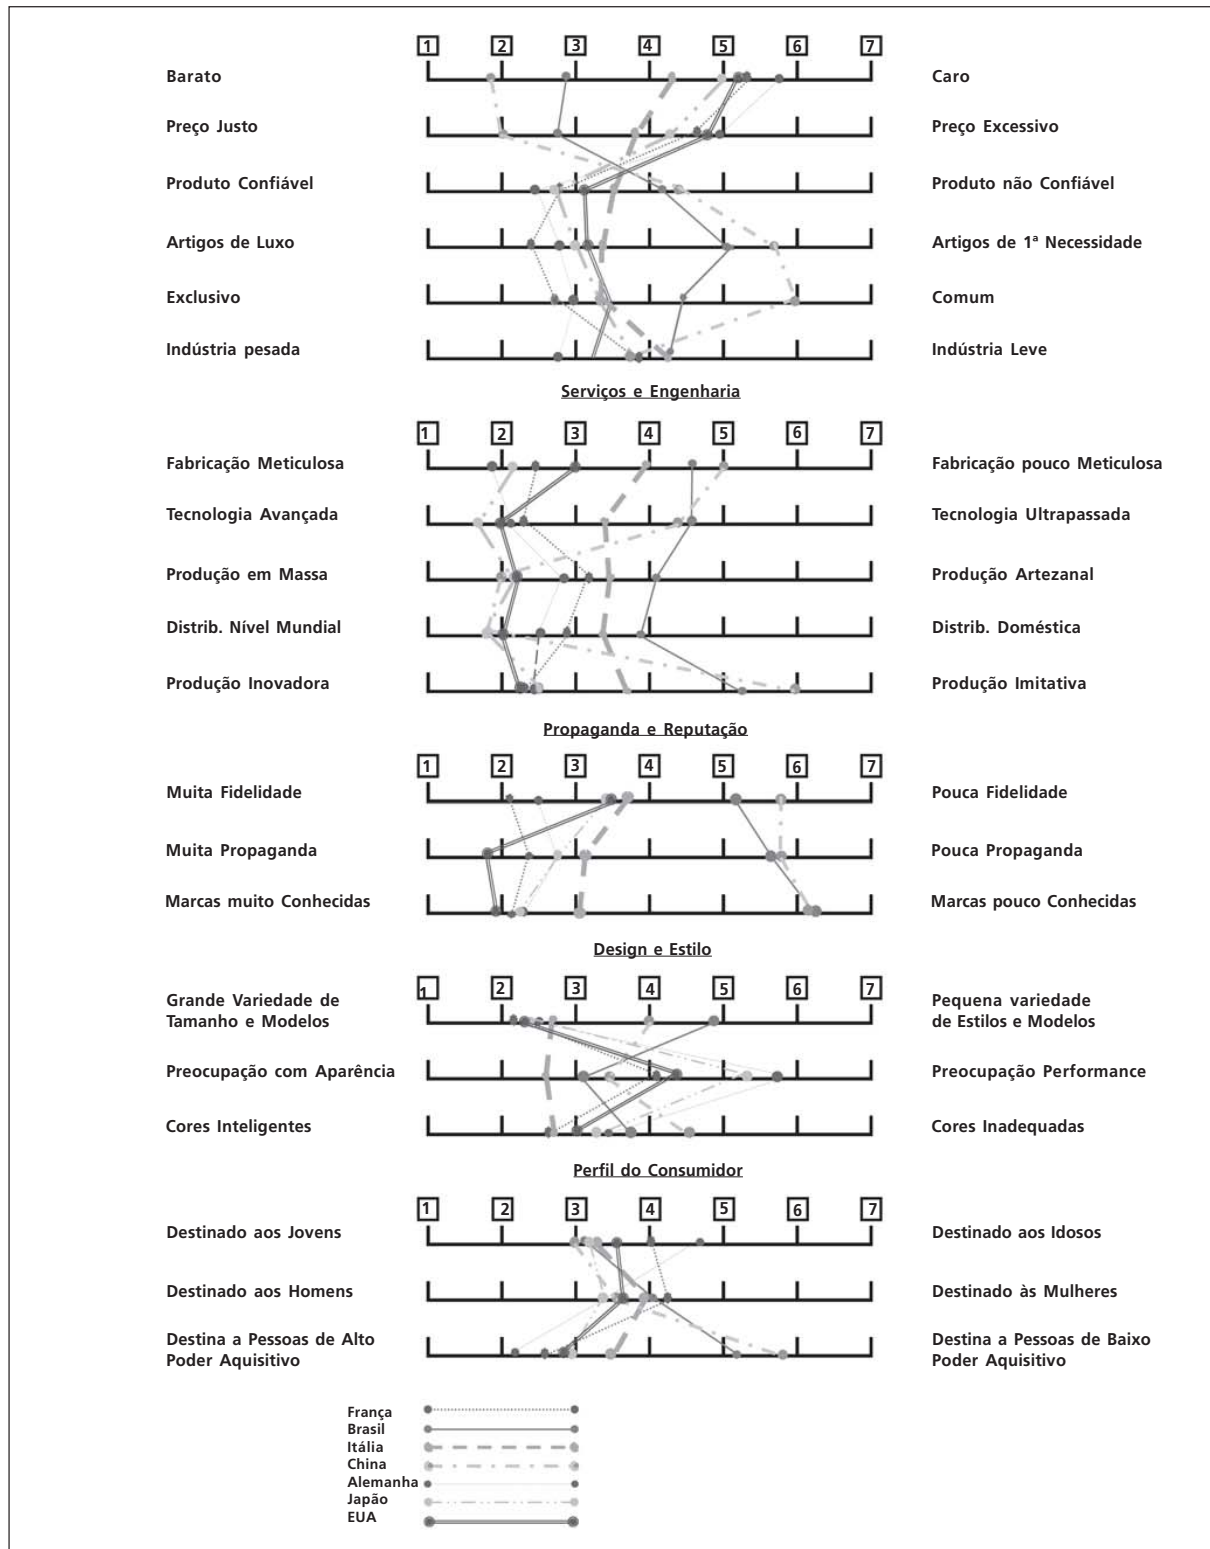 1 2 3 4 5 6 7
Barato Caro
Preço Justo Preço Excessivo
Produto Confiável Produto não Confiável
Artigos de Luxo Artigos de 1ª Necessidade
Exclusivo Comum
Indústria pesada Indústria Leve
Serviços e Engenharia
1 2 3 4 5 6 7
Fabricação Meticulosa Fabricação pouco Meticulosa
Tecnologia Avançada Tecnologia Ultrapassada
Produção em Massa Produção Artezanal
Distrib. Nível Mundial Distrib. Doméstica
Produção Inovadora Produção Imitativa
Propaganda e Reputação
1 2 3 4 5 6 7
Muita Fidelidade Pouca Fidelidade
Muita Propaganda Pouca Propaganda
Marcas muito Conhecidas Marcas pouco Conhecidas
Design e Estilo
1 2 3 4 5 6 7
Grande Variedade de Pequena variedade
Tamanho e Modelos de Estilos e Modelos
Preocupação com Aparência Preocupação Performance
Cores Inteligentes Cores Inadequadas
Perfil do Consumidor
1 2 3 4 5 6 7
Destinado aos Jovens Destinado aos Idosos
Destinado aos Homens Destinado às Mulheres
Destina a Pessoas de Alto Destina a Pessoas de Baixo
Poder Aquisitivo Poder Aquisitivo
França
Brasil
Itália
China
Alemanha
Japão
EUA